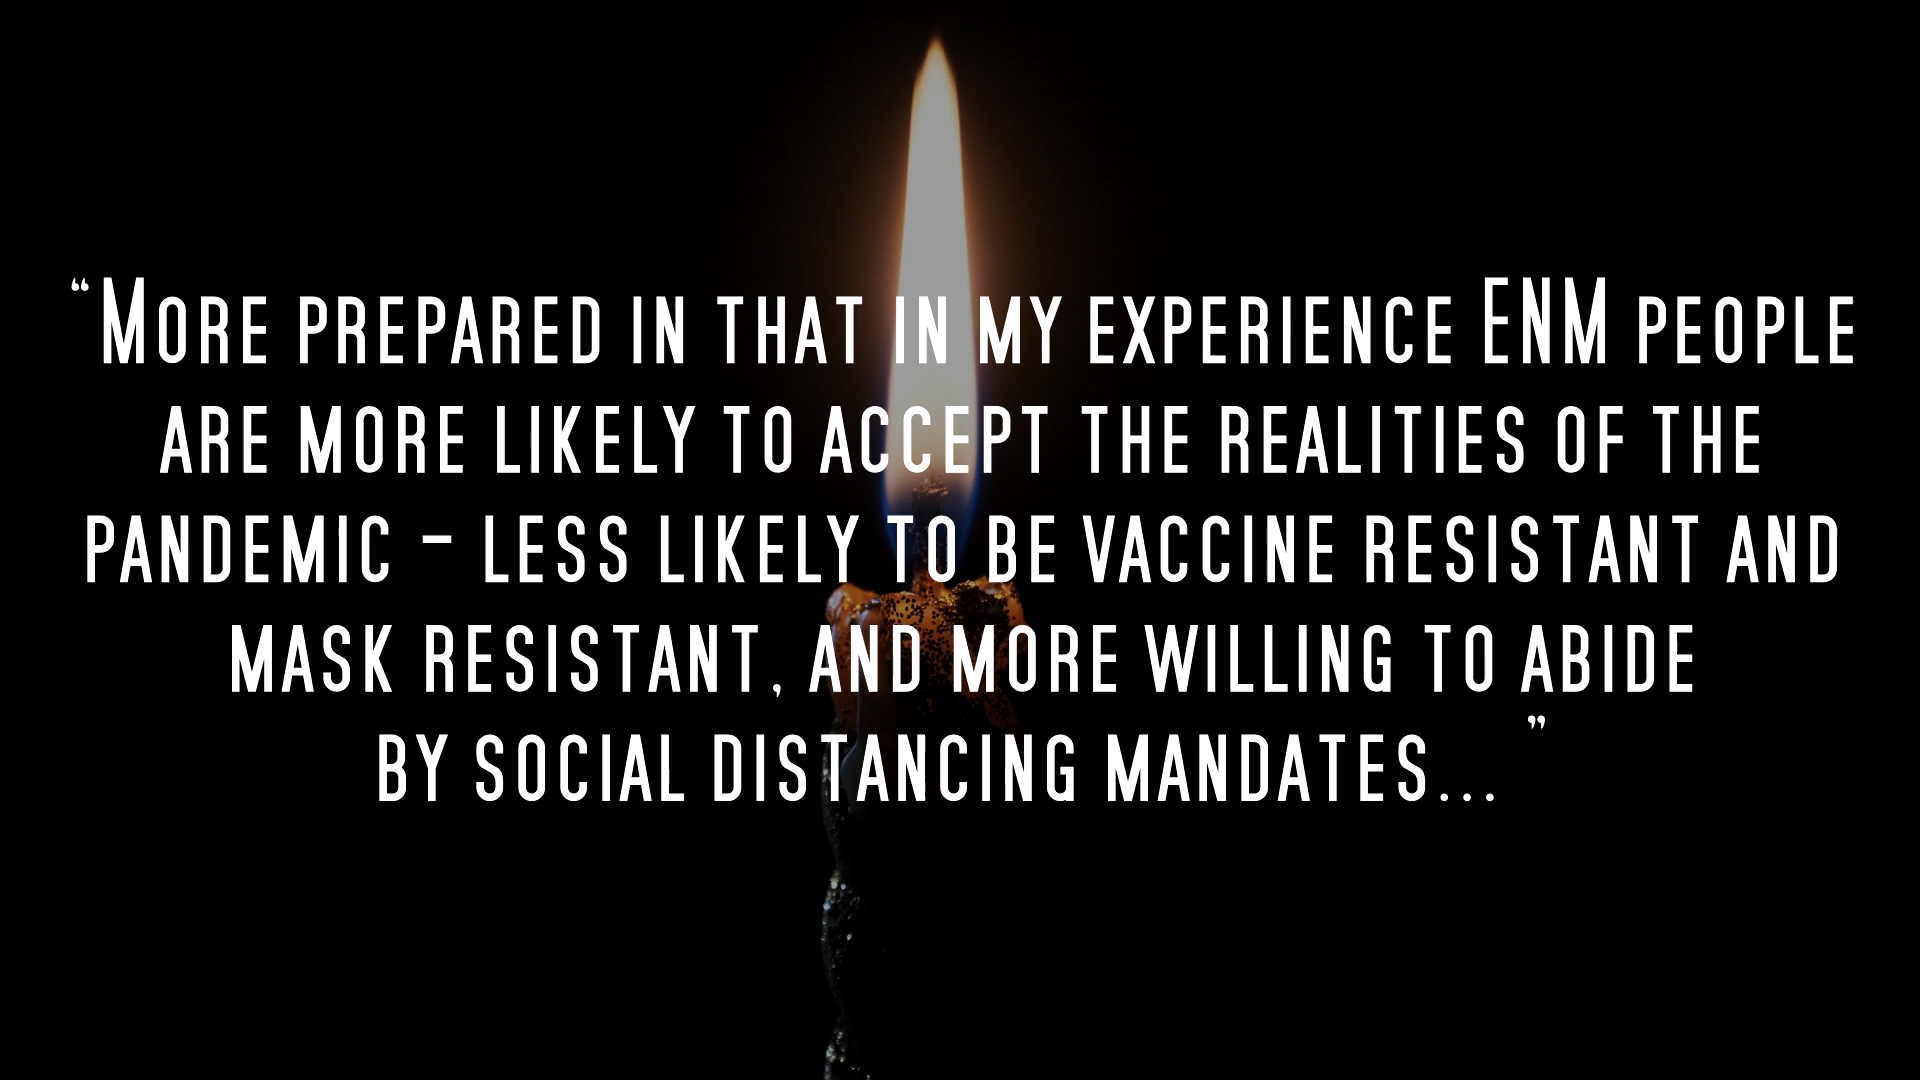 “More prepared in that in my experience ENM people
are more likely to accept the realities of the
pandemic - less likely to be vaccine resistant and
mask resistant, and more willing to abide
by social distancing mandates... ”